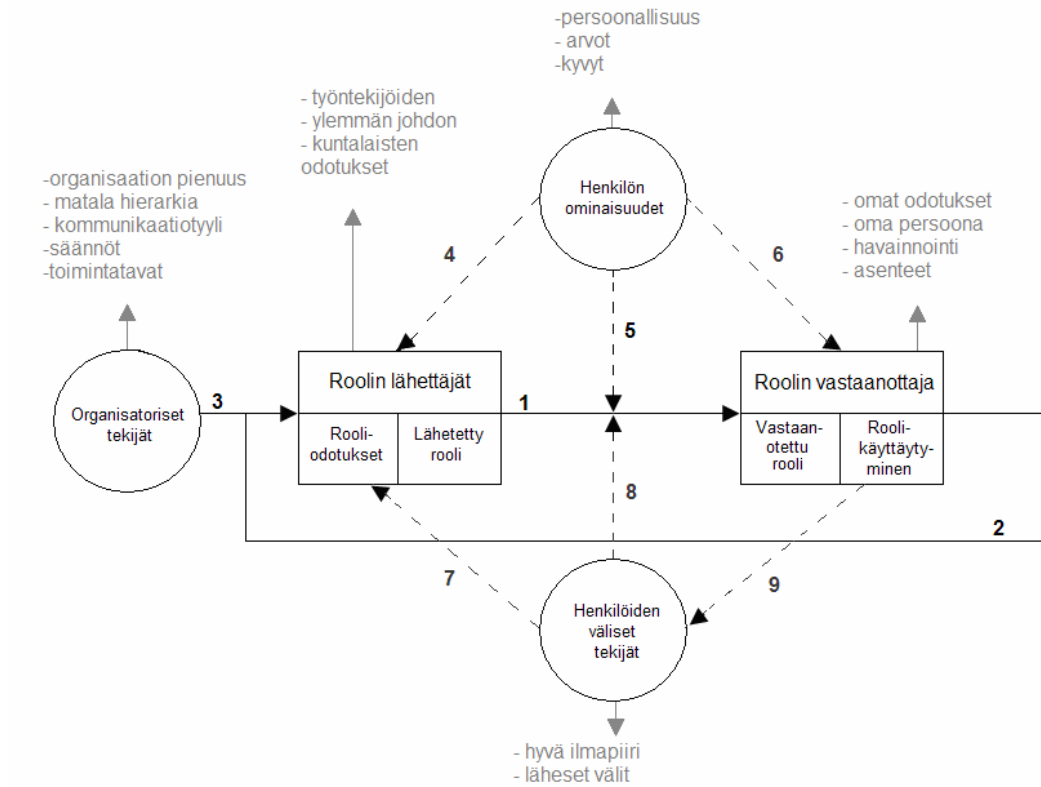 -persoonallisuus
- arvot
-kyvyt
- työntekijöiden
- ylemmän johdon
- kuntalaisten
odotukset
-organisaation pienuus
- matala hierarkia
- kommunikaatiotyyli
-säännöt
-toimintatavat
Henkilön
ominaisuudet
- omat odotukset
- oma persoona
- havainnointi
- asenteet
4
6
5
Organisatoriset
tekijät
3
Roolin lähettäjät
Rooli-
odotukset
Lähetetty
rooli
1
Roolin vastaanottaja
Vastaan-
otettu
rooli
Rooli-
käyttäyty-
minen
8
2
7
9
Henkilöiden
väliset
tekijät
- hyvä ilmapiiri
- läheset välit